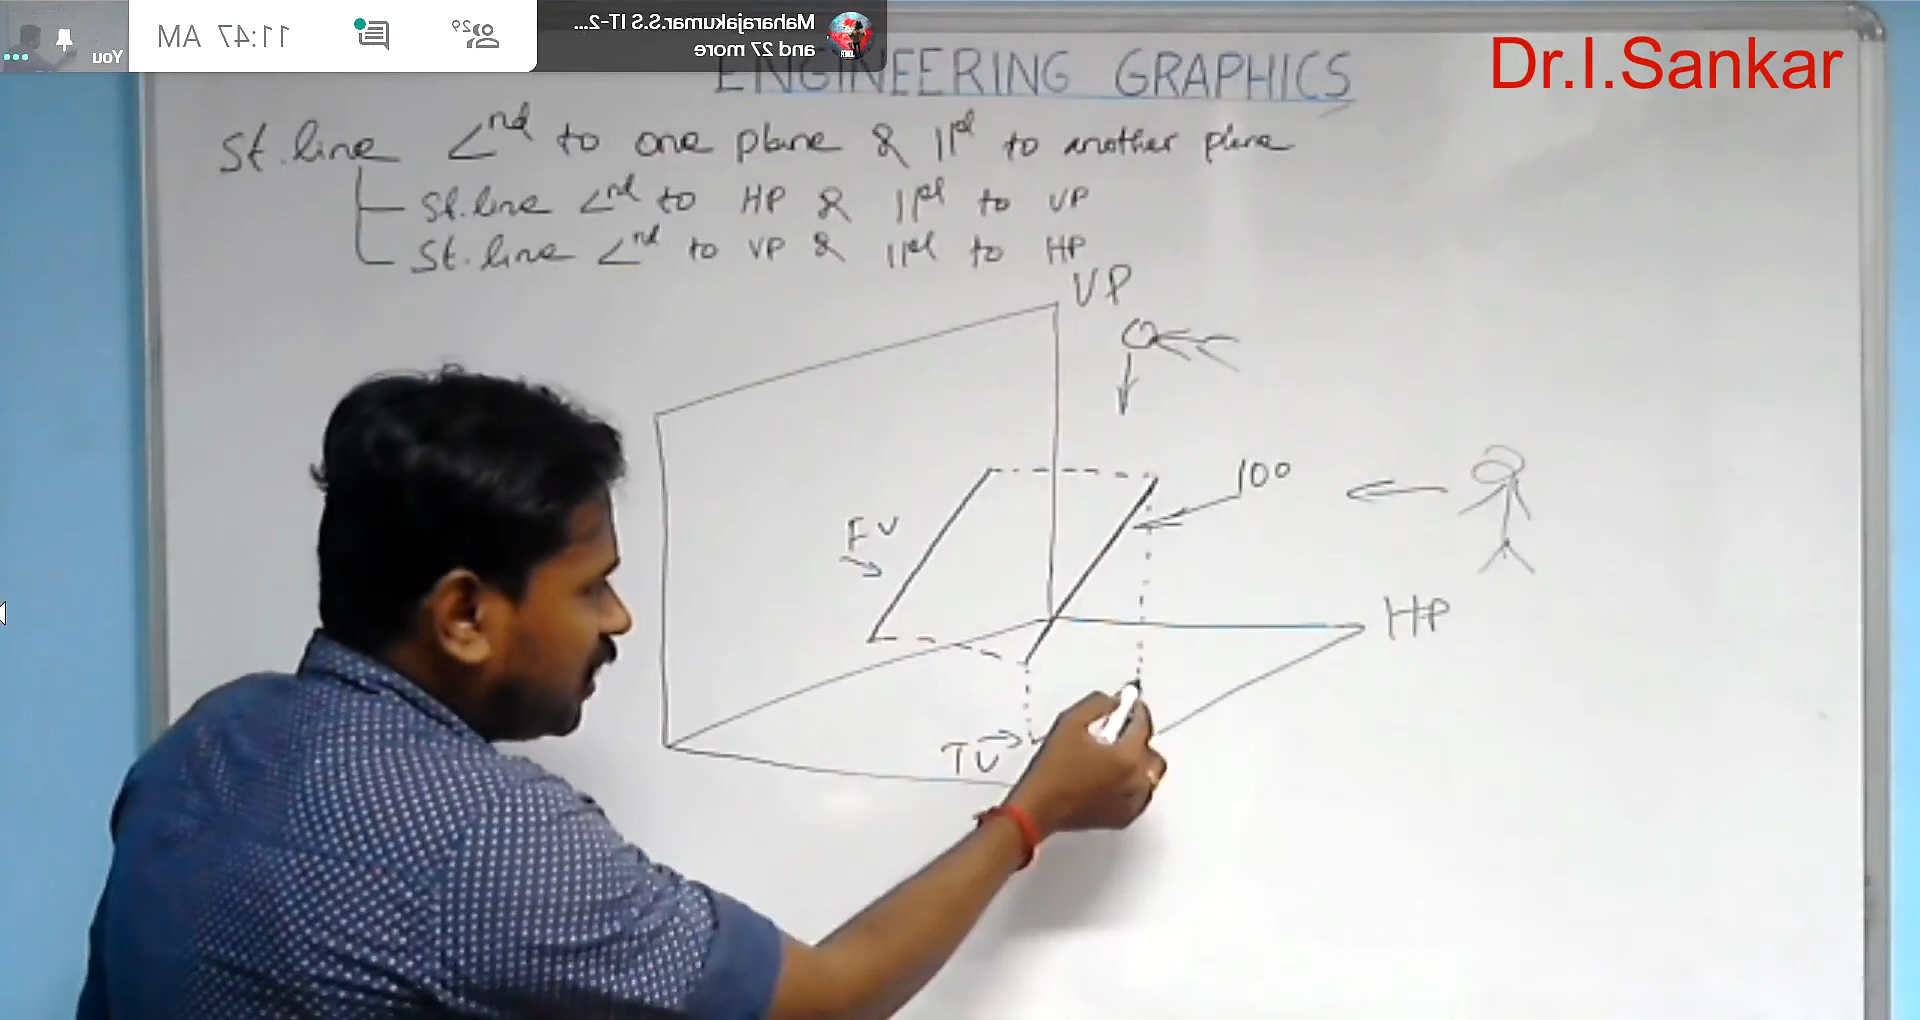 You
11:47 AM
29
Maharajakumar.S.S IT-2...
and 27 more
ENGINEERING GRAPHICS
Dr.I.Sankar
St. line ∠nd to one plane & ||el to another plane
St. line ∠nd to HP & ||el to VP
St. line ∠nd to VP & ||el to HP
VP
100
FV
HP
TV